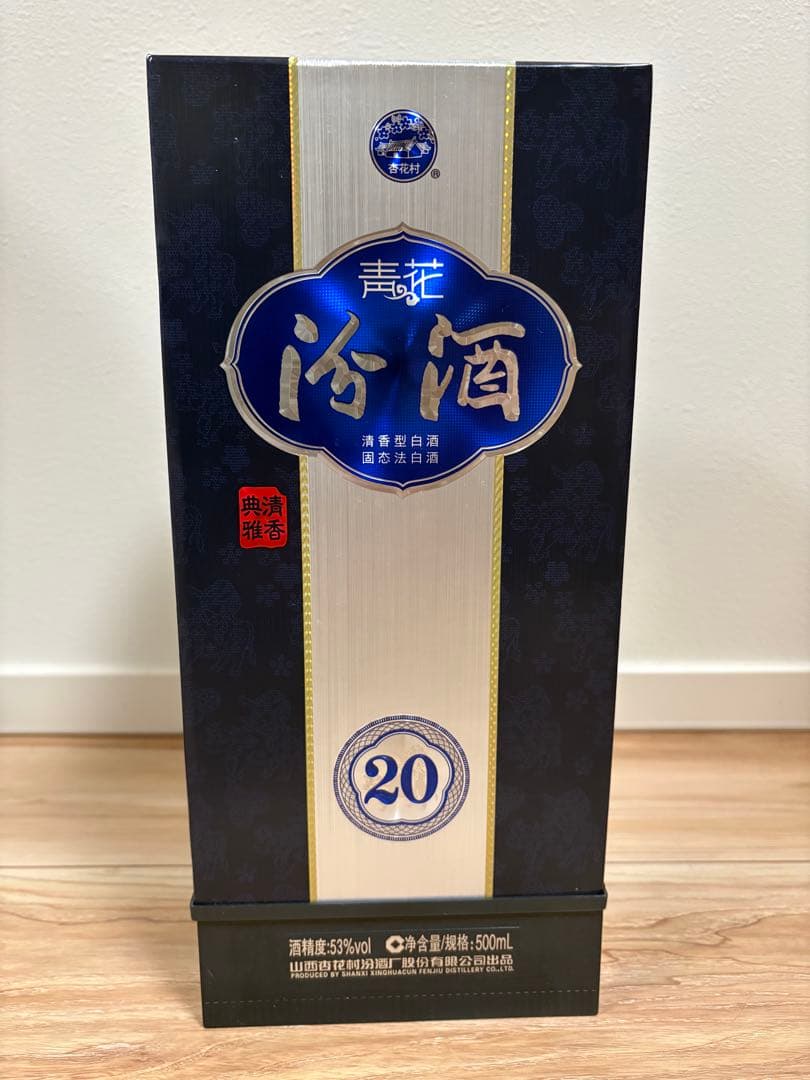 杏花村
®
青花
汾酒
清香型白酒
固态法白酒
清香
典雅
20
酒精度:53%vol 净含量/规格:500mL
山西杏花村汾酒厂股份有限公司出品
PRODUCED BY SHANXI XINGHUACUN FENJIU DISTILLERY CO.,LTD.